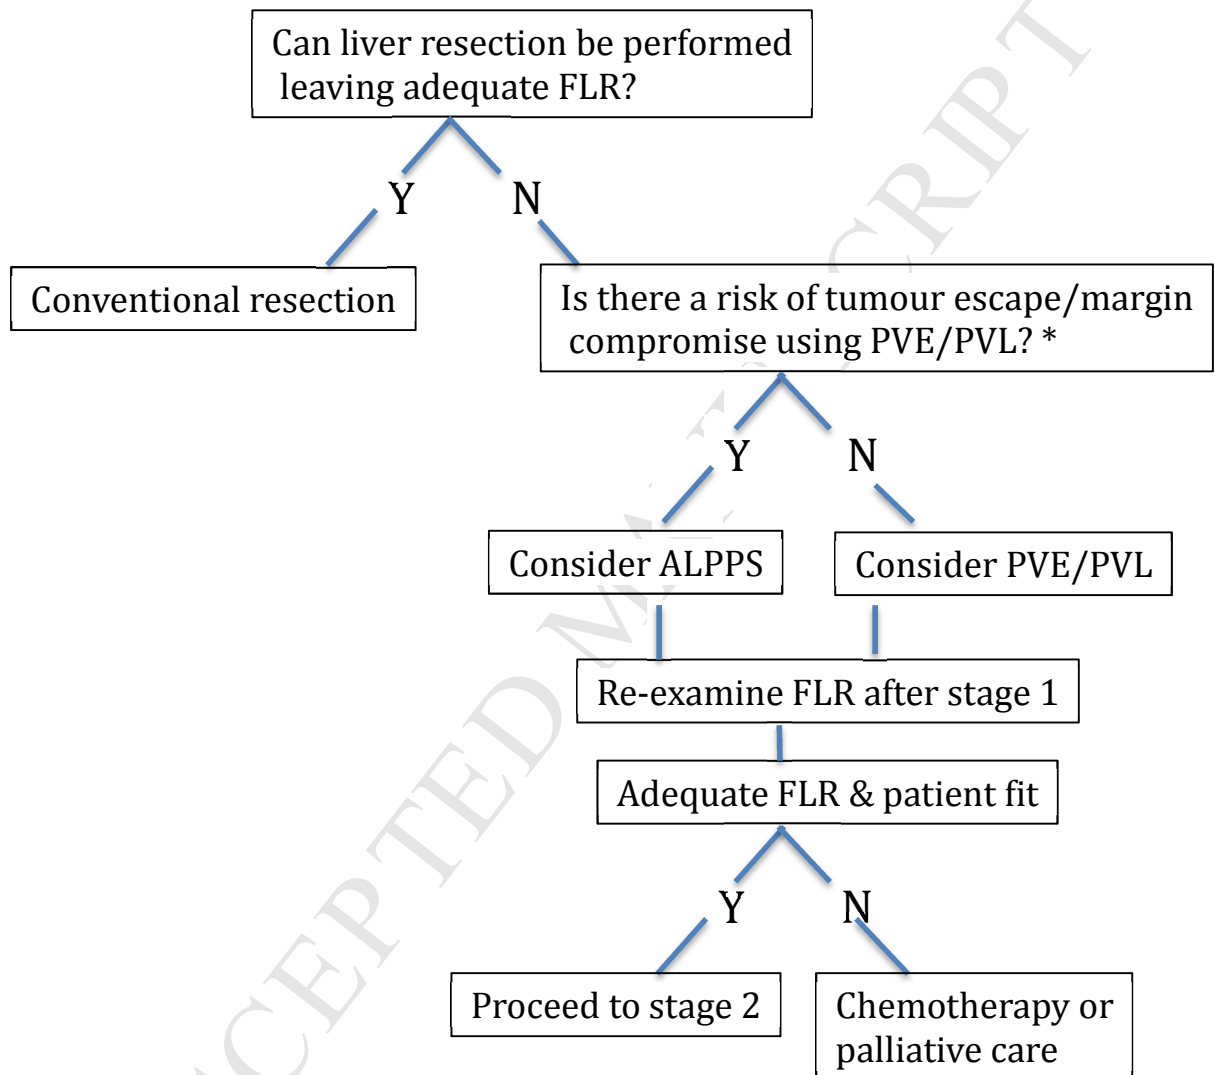 Can liver resection be performed
leaving adequate FLR?
Y
N
Conventional resection
Is there a risk of tumour escape/margin
compromise using PVE/PVL? *
Y
N
Consider ALPPS
Consider PVE/PVL
Re-examine FLR after stage 1
Adequate FLR & patient fit
Y
N
Proceed to stage 2
Chemotherapy or
palliative care